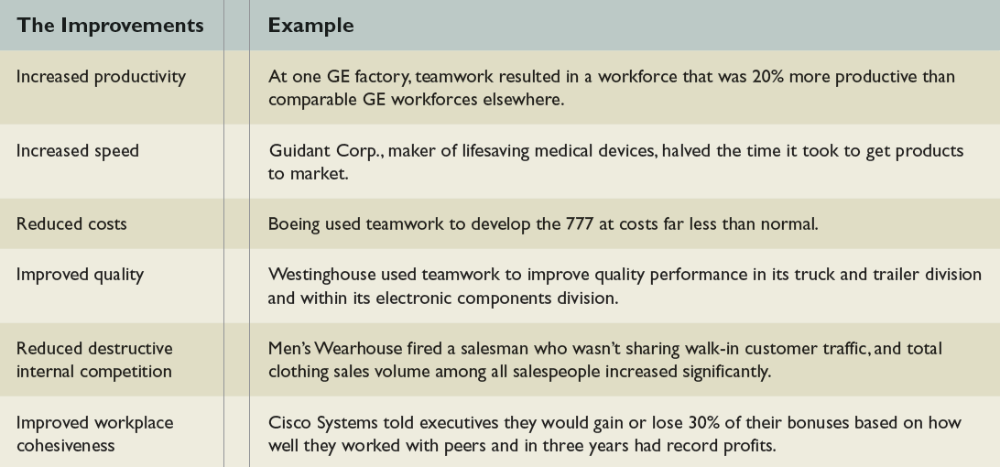 The Improvements
Example
Increased productivity
At one GE factory, teamwork resulted in a workforce that was 20% more productive than
comparable GE workforces elsewhere.
Increased speed
Guidant Corp., maker of lifesaving medical devices, halved the time it took to get products
to market.
Reduced costs
Boeing used teamwork to develop the 777 at costs far less than normal.
Improved quality
Westinghouse used teamwork to improve quality performance in its truck and trailer division
and within its electronic components division.
Reduced destructive
internal competition
Men's Wearhouse fired a salesman who wasn't sharing walk-in customer traffic, and total
clothing sales volume among all salespeople increased significantly.
Improved workplace
cohesiveness
Cisco Systems told executives they would gain or lose 30% of their bonuses based on how
well they worked with peers and in three years had record profits.